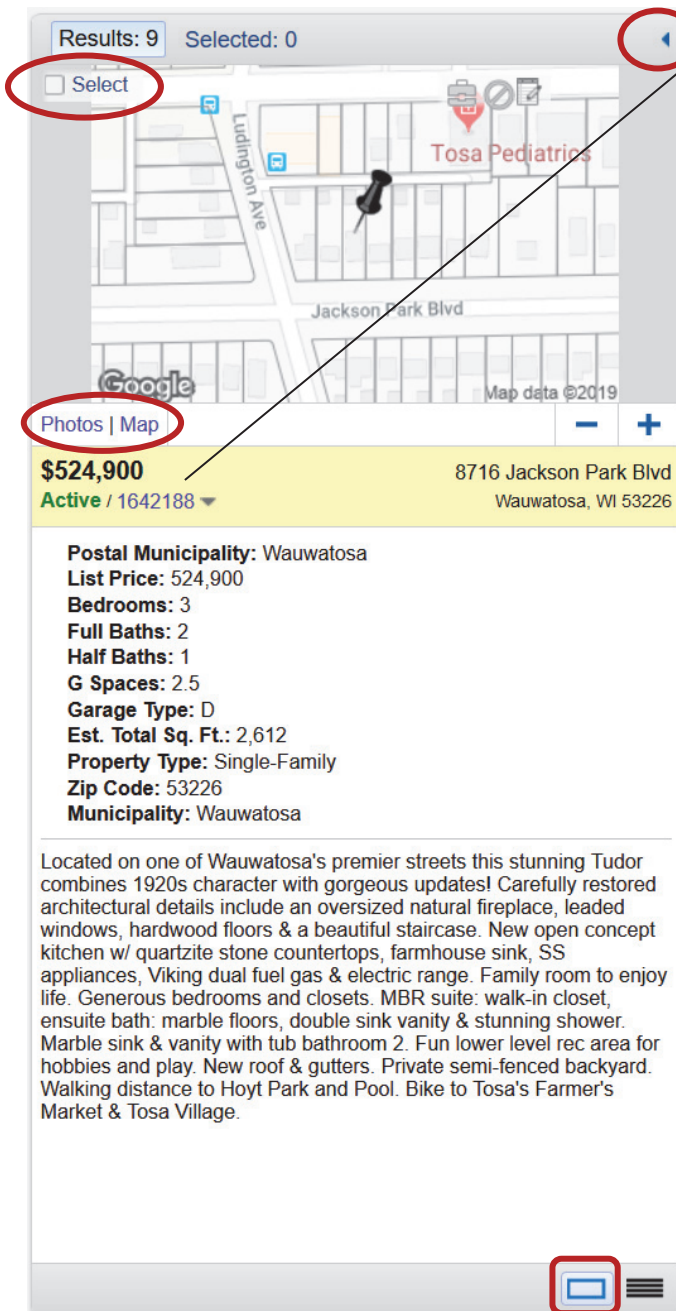 Results: 9 Selected: 0
Select
Ludington Ave
Tosa Pediatrics
Jackson Park Blvd
Google
Map data ©2019
Photos | Map
$524,900 8716 Jackson Park Blvd
Active / 1642188 Wauwatosa, WI 53226
Postal Municipality: Wauwatosa
List Price: 524,900
Bedrooms: 3
Full Baths: 2
Half Baths: 1
G Spaces: 2.5
Garage Type: D
Est. Total Sq. Ft.: 2,612
Property Type: Single-Family
Zip Code: 53226
Municipality: Wauwatosa
Located on one of Wauwatosa's premier streets this stunning Tudor
combines 1920s character with gorgeous updates! Carefully restored
architectural details include an oversized natural fireplace, leaded
windows, hardwood floors & a beautiful staircase. New open concept
kitchen w/ quartzite stone countertops, farmhouse sink, SS
appliances, Viking dual fuel gas & electric range. Family room to enjoy
life. Generous bedrooms and closets. MBR suite: walk-in closet,
ensuite bath: marble floors, double sink vanity & stunning shower.
Marble sink & vanity with tub bathroom 2. Fun lower level rec area for
hobbies and play. New roof & gutters. Private semi-fenced backyard.
Walking distance to Hoyt Park and Pool. Bike to Tosa's Farmer's
Market & Tosa Village.